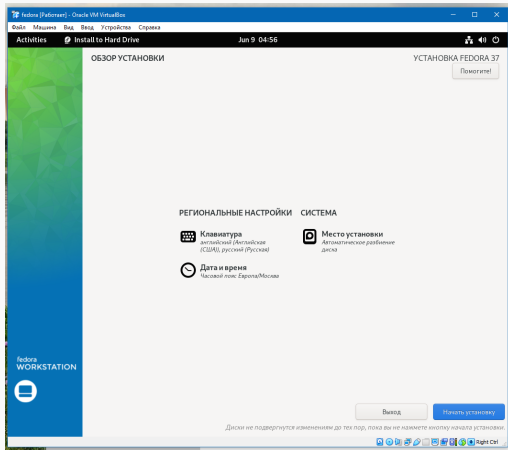 fedora [Работает] - Oracle VM VirtualBox
Файл Машина Вид Ввод Устройства Справка
Activities Install to Hard Drive Jun 9 04:56
ОБЗОР УСТАНОВКИ
УСТАНОВКА FEDORA 37
Помогите!
РЕГИОНАЛЬНЫЕ НАСТРОЙКИ
СИСТЕМА
Клавиатура
английский (Английская
(США)), русский (Русская)
Место установки
Автоматическое разбиение
диска
Дата и время
Часовой пояс Европа/Москва
fedora
WORKSTATION
Выход
Начать установку
Диски не подвергнутся изменениям до тех пор, пока вы не нажмете кнопку начала установки.
Right Ctrl